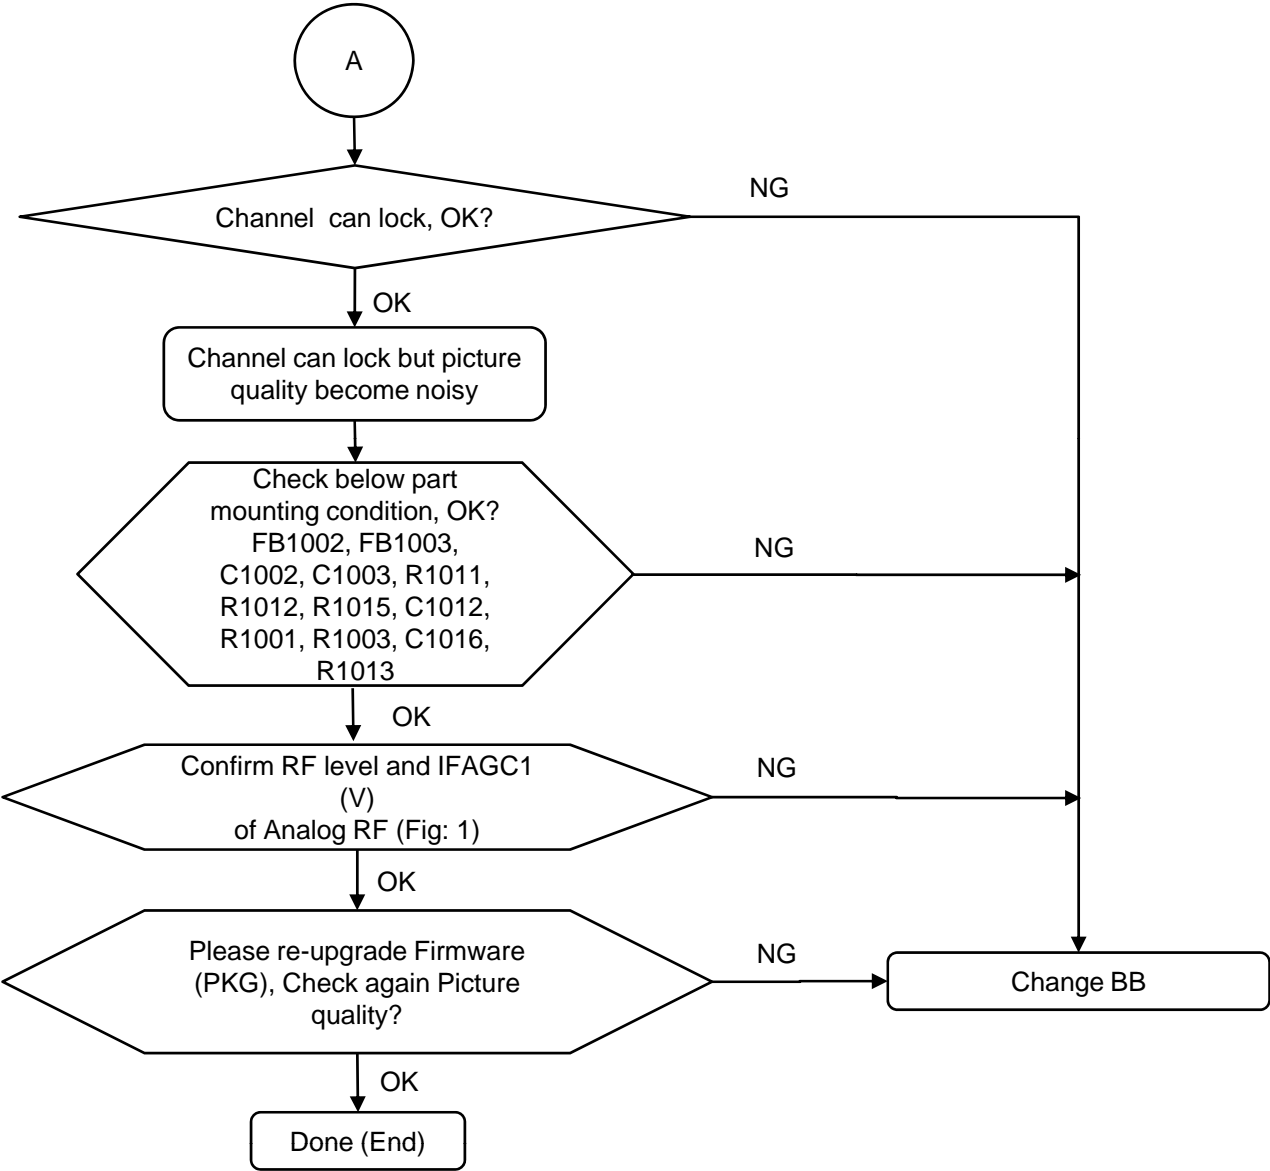 A
Channel can lock, OK?
NG
OK
Channel can lock but picture
quality become noisy
Check below part
mounting condition, OK?
FB1002, FB1003,
C1002, C1003, R1011,
R1012, R1015, C1012,
R1001, R1003, C1016,
R1013
NG
OK
Confirm RF level and IFAGC1
(V)
of Analog RF (Fig: 1)
NG
OK
Please re-upgrade Firmware
(PKG), Check again Picture
quality?
NG
Change BB
OK
Done (End)